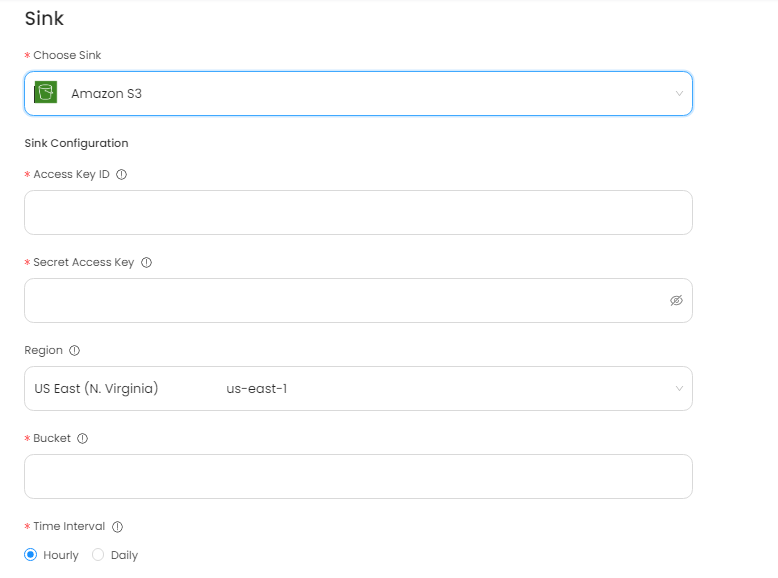 Sink
* Choose Sink
Amazon S3
Sink Configuration
* Access Key ID
* Secret Access Key
Region
US East (N. Virginia) us-east-1
* Bucket
* Time Interval
Hourly Daily